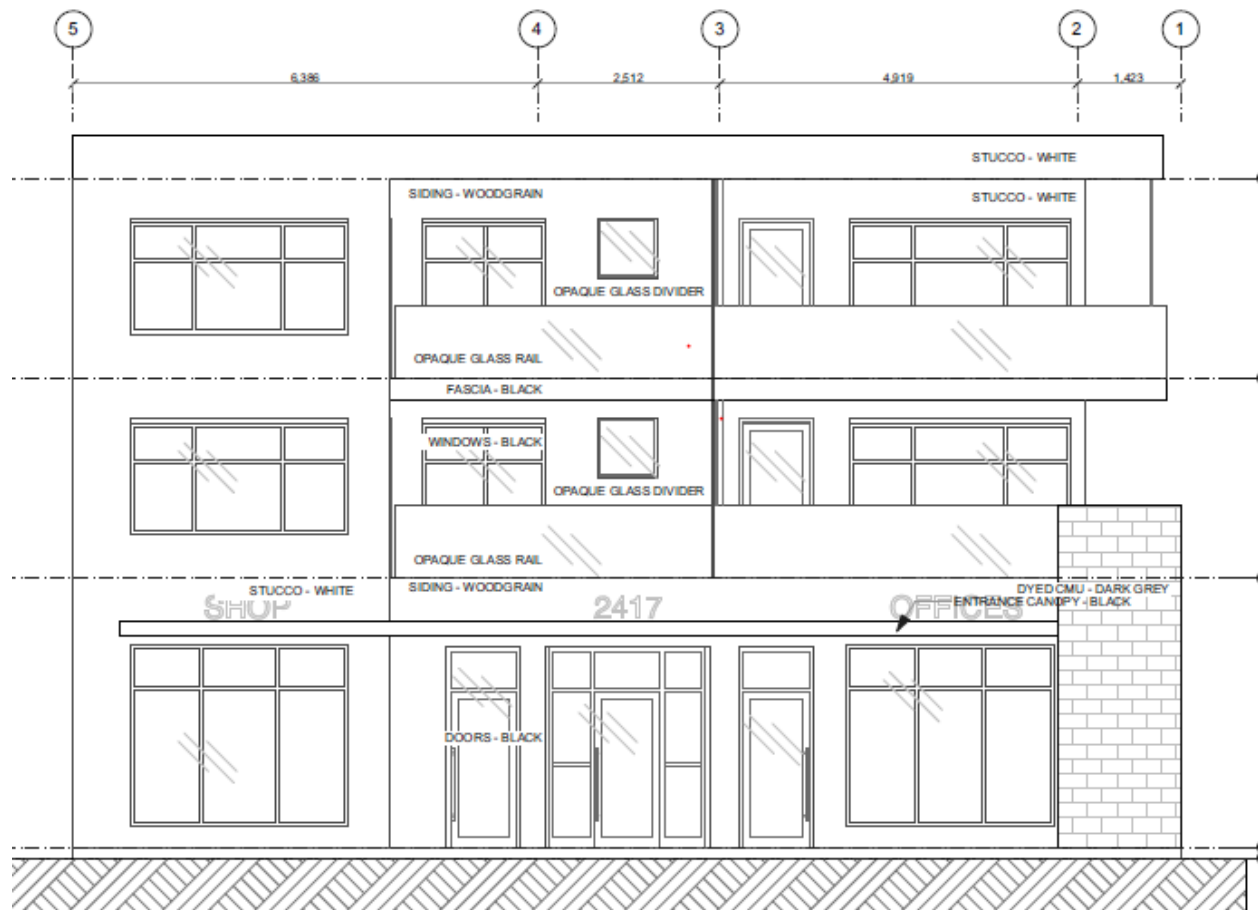 5 4 3 2 1
6,386 2,512 4,919 1,423
STUCCO - WHITE
SIDING - WOODGRAIN
STUCCO - WHITE
OPAQUE GLASS DIVIDER
OPAQUE GLASS RAIL
FASCIA - BLACK
WINDOWS - BLACK
OPAQUE GLASS DIVIDER
OPAQUE GLASS RAIL
STUCCO - WHITE
SIDING - WOODGRAIN
DYED CMU - DARK GREY
SHOP 2417 OFFICES
ENTRANCE CANOPY - BLACK
DOORS - BLACK